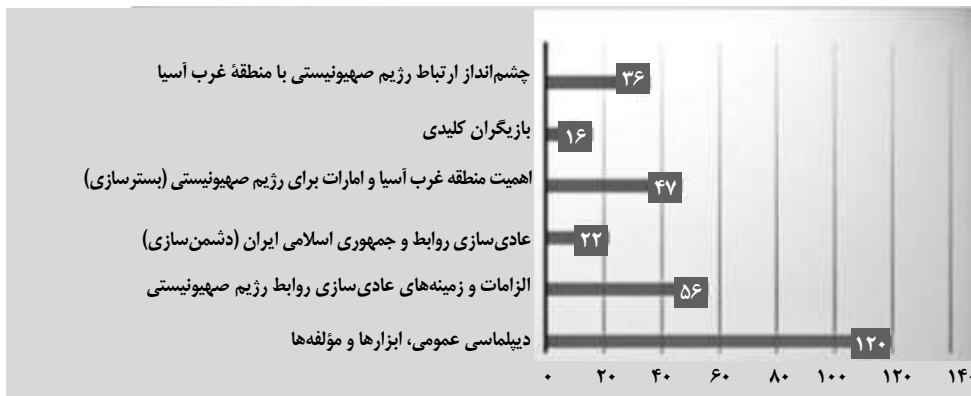 چشم‌انداز ارتباط رژیم صهیونیستی با منطقهٔ غرب آسیا ۳۶
بازیگران کلیدی ۱۶
اهمیت منطقه غرب آسیا و امارات برای رژیم صهیونیستی (بسترسازی) ۴۷
عادی‌سازی روابط و جمهوری اسلامی ایران (دشمن‌سازی) ۲۲
الزامات و زمینه‌های عادی‌سازی روابط رژیم صهیونیستی ۵۶
دیپلماسی عمومی، ابزارها و مؤلفه‌ها ۱۲۰
۰ ۲۰ ۴۰ ۶۰ ۸۰ ۱۰۰ ۱۲۰ ۱۴۰